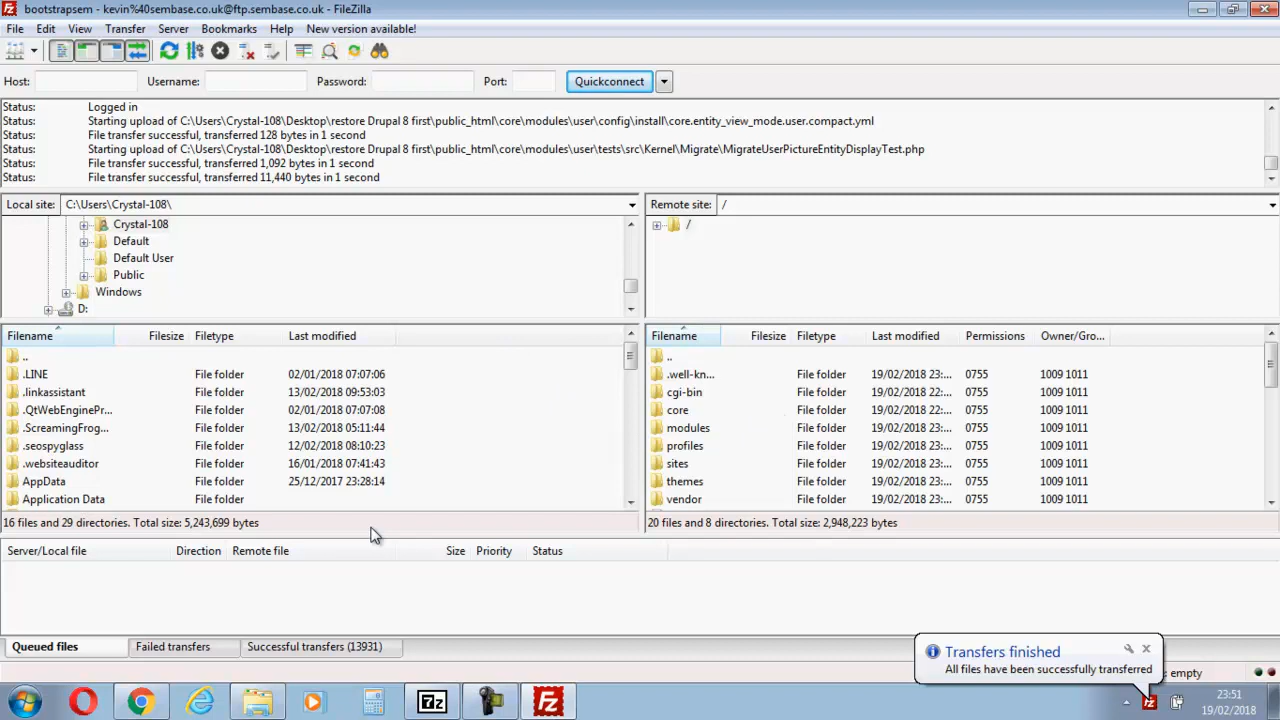 bootstrapsem - kevin%40sembase.co.uk@ftp.sembase.co.uk - FileZilla
File Edit View Transfer Server Bookmarks Help New version available!
Host: Username: Password: Port: Quickconnect
Status: Logged in
Status: Starting upload of C:\Users\Crystal-108\Desktop\restore Drupal 8 first\public_html\core\modules\user\config\install\core.entity_view_mode.user.compact.yml
Status: File transfer successful, transferred 128 bytes in 1 second
Status: Starting upload of C:\Users\Crystal-108\Desktop\restore Drupal 8 first\public_html\core\modules\user\tests\src\Kernel\Migrate\MigrateUserPictureEntityDisplayTest.php
Status: File transfer successful, transferred 1,092 bytes in 1 second
Status: File transfer successful, transferred 11,440 bytes in 1 second
Local site: C:\Users\Crystal-108\
Crystal-108
Default
Default User
Public
Windows
D:
Remote site: /
/
Filename Filesize Filetype Last modified
..
.LINE File folder 02/01/2018 07:07:06
.linkassistant File folder 13/02/2018 09:53:03
.QtWebEnginePr... File folder 02/01/2018 07:07:08
.ScreamingFrog... File folder 13/02/2018 05:11:44
.seospyglass File folder 12/02/2018 08:10:23
.websiteauditor File folder 16/01/2018 07:41:43
AppData File folder 25/12/2017 23:28:14
Application Data File folder
16 files and 29 directories. Total size: 5,243,699 bytes
Filename Filesize Filetype Last modified Permissions Owner/Gro...
..
.well-kn... File folder 19/02/2018 23:... 0755 1009 1011
cgi-bin File folder 19/02/2018 22:... 0755 1009 1011
core File folder 19/02/2018 22:... 0755 1009 1011
modules File folder 19/02/2018 23:... 0755 1009 1011
profiles File folder 19/02/2018 23:... 0755 1009 1011
sites File folder 19/02/2018 23:... 0755 1009 1011
themes File folder 19/02/2018 23:... 0755 1009 1011
vendor File folder 19/02/2018 23:... 0755 1009 1011
20 files and 8 directories. Total size: 2,948,223 bytes
Server/Local file Direction Remote file Size Priority Status
Queued files Failed transfers Successful transfers (13931)
Transfers finished
All files have been successfully transferred
: empty
7z
Fz
23:51
19/02/2018